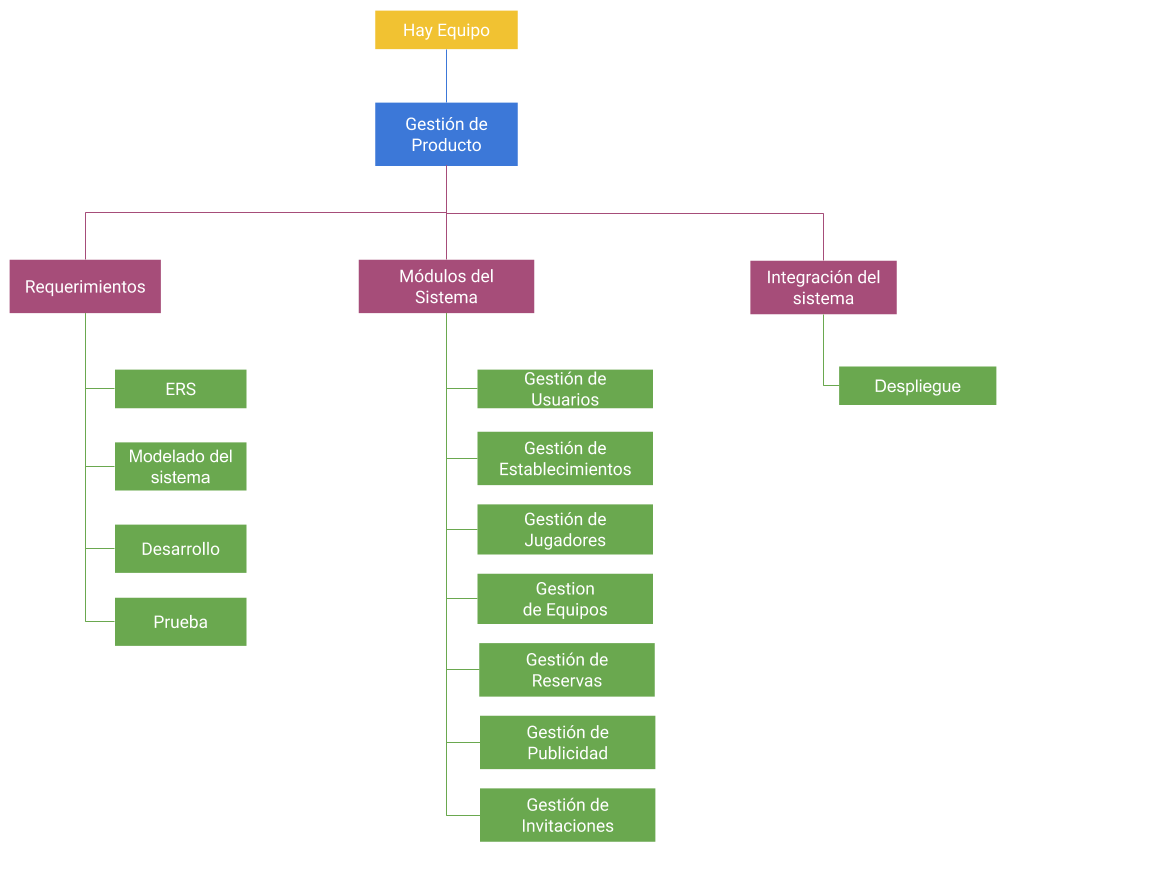 Hay Equipo
Gestión de
Producto
Requerimientos
Módulos del
Sistema
Integración del
sistema
ERS
Modelado del
sistema
Desarrollo
Prueba
Gestión de
Usuarios
Gestión de
Establecimientos
Gestión de
Jugadores
Gestion
de Equipos
Gestión de
Reservas
Gestión de
Publicidad
Gestión de
Invitaciones
Despliegue